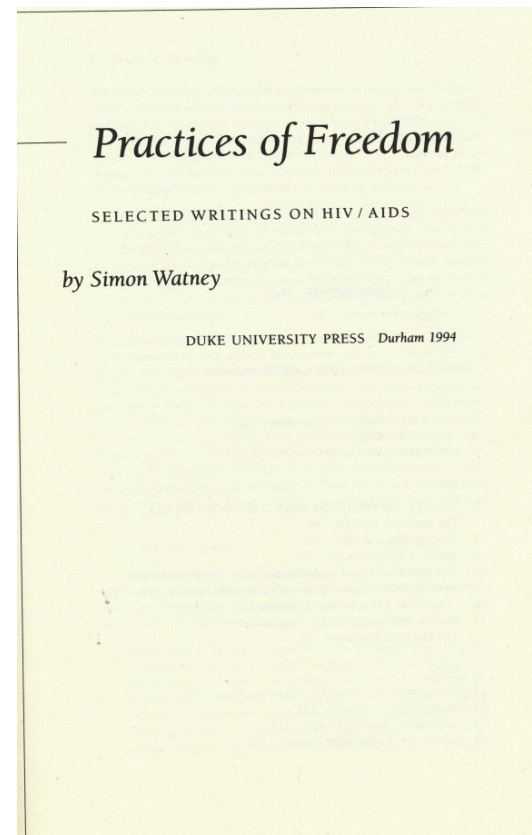 Practices of Freedom
SELECTED WRITINGS ON HIV / AIDS
by Simon Watney
DUKE UNIVERSITY PRESS Durham 1994